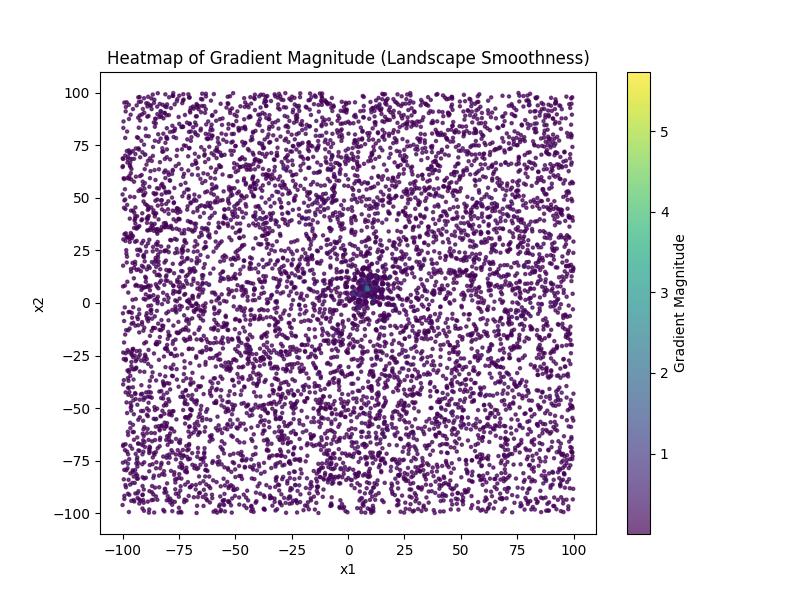 Heatmap of Gradient Magnitude (Landscape Smoothness)
100
75
50
25
0
−25
−50
−75
−100
x2
−100 −75 −50 −25 0 25 50 75 100
x1
5
4
3
2
1
Gradient Magnitude